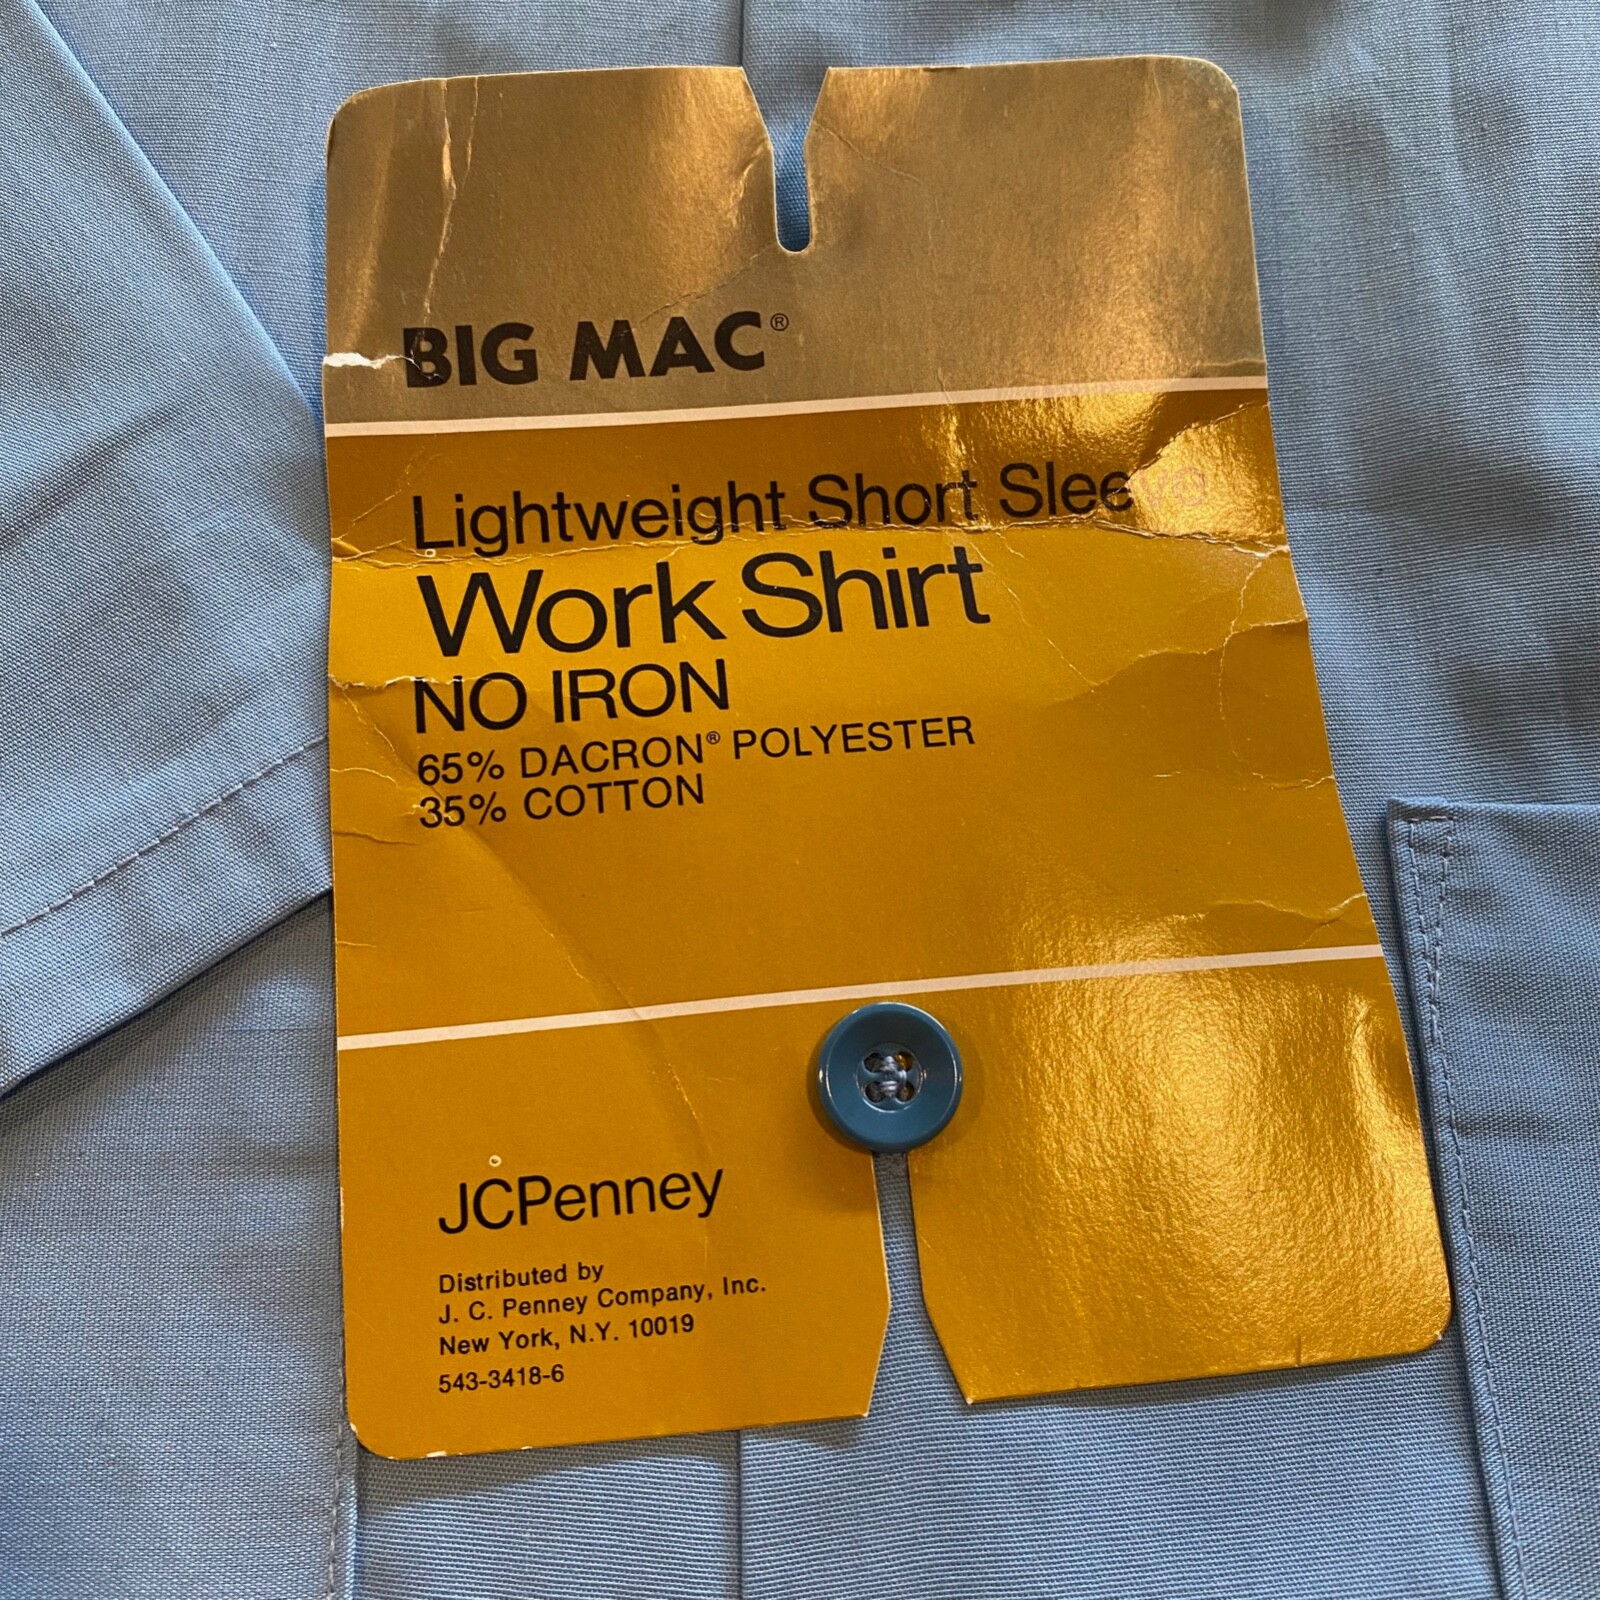 BIG MAC®
Lightweight Short Sleeve
Work Shirt
NO IRON
65% DACRON® POLYESTER
35% COTTON
JCPenney
Distributed by
J. C. Penney Company, Inc.
New York, N.Y. 10019
543-3418-6